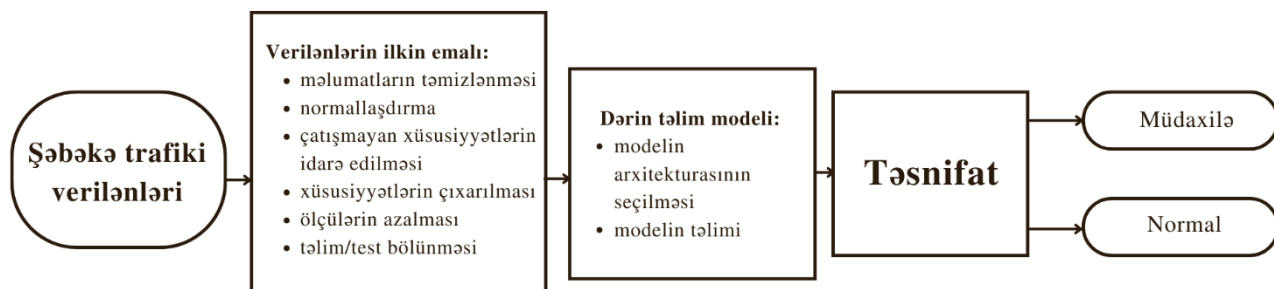 Şəbəkə trafiki
verilənləri
Verilənlərin ilkin emalı:
• məlumatların təmizlənməsi
• normallaşdırma
• çatışmayan xüsusiyyətlərin
idarə edilməsi
• xüsusiyyətlərin çıxarılması
• ölçülərin azalması
• təlim/test bölünməsi
Dərin təlim modeli:
• modelin
arxitekturasının
seçilməsi
• modelin təlimi
Təsnifat
Müdaxilə
Normal